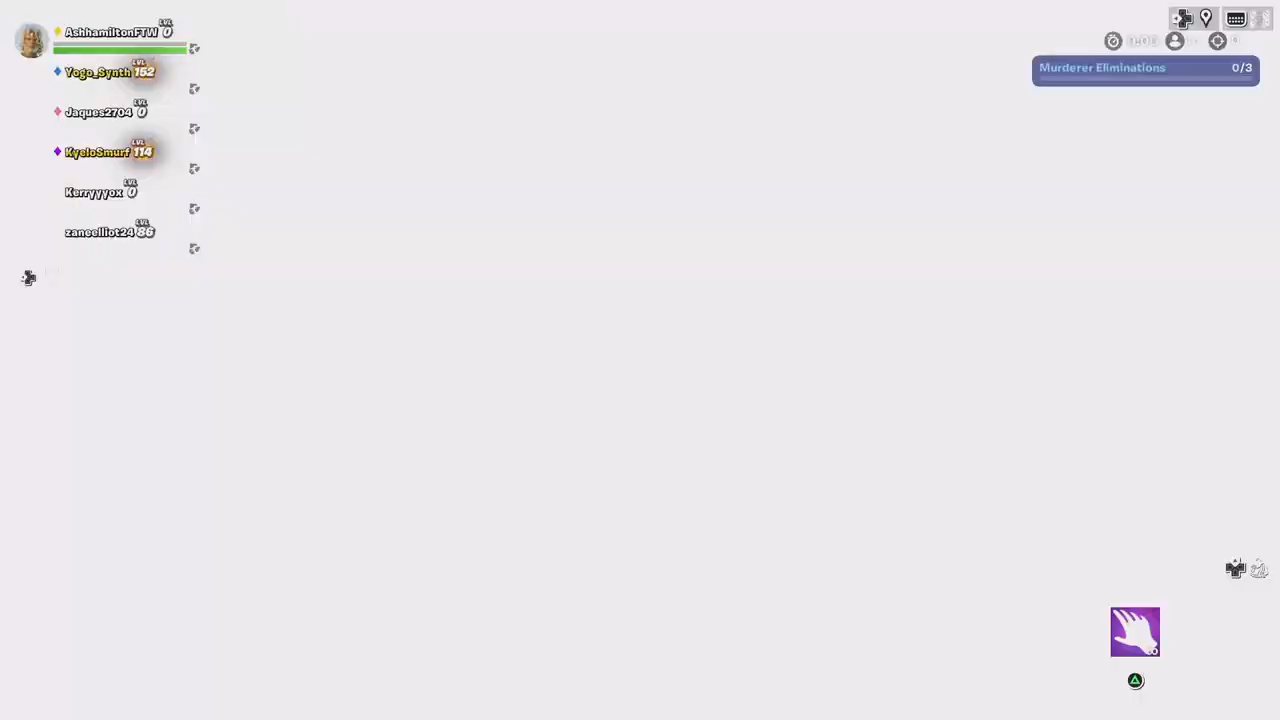 AshhamiltonFTW LVL 0
Yogo_Synth LVL 152
Jaques2704 LVL 0
KyeloSmurf LVL 114
Kerryyyox LVL 0
zaneelliot24 LVL 86
Murderer Eliminations 0/3